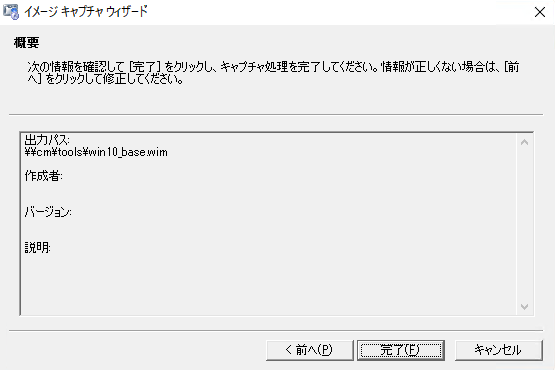 イメージ キャプチャ ウィザード
概要
次の情報を確認して [完了] をクリックし、キャプチャ処理を完了してください。情報が正しくない場合は、[前
へ] をクリックして修正してください。
出力パス:
¥¥cm¥tools¥win10_base.wim
作成者:
バージョン:
説明:
< 前へ(P)
完了(F)
キャンセル